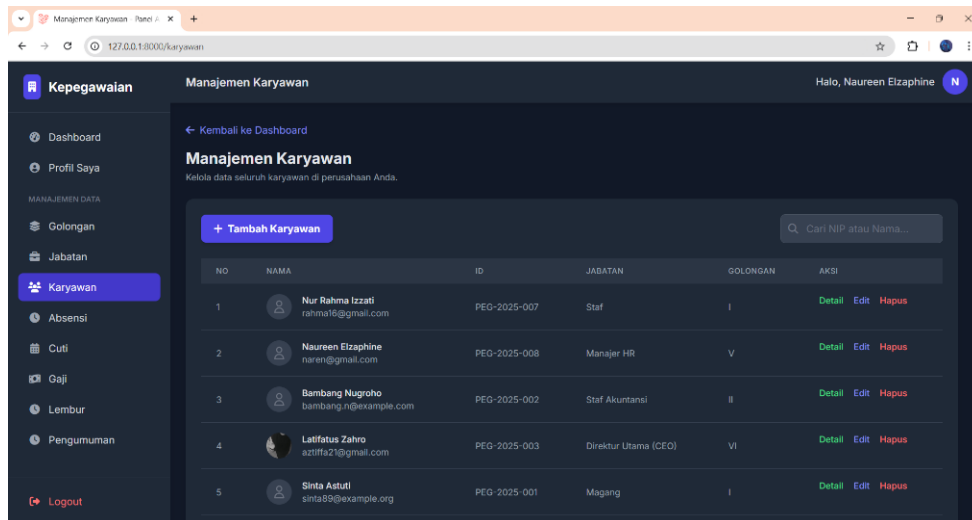 Manajemen Karyawan - Panel A
127.0.0.1:8000/karyawan
Kepegawaian
Manajemen Karyawan
Halo, Naureen Elzaphine
N
Dashboard
Profil Saya
MANAJEMEN DATA
Golongan
Jabatan
Karyawan
Absensi
Cuti
Gaji
Lembur
Pengumuman
Logout
← Kembali ke Dashboard
Manajemen Karyawan
Kelola data seluruh karyawan di perusahaan Anda.
+ Tambah Karyawan
Cari NIP atau Nama...
NO NAMA ID JABATAN GOLONGAN AKSI
1 Nur Rahma Izzati PEG-2025-007 Staf I Detail Edit Hapus
rahma16@gmail.com
2 Naureen Elzaphine PEG-2025-008 Manajer HR V Detail Edit Hapus
naren@gmail.com
3 Bambang Nugroho PEG-2025-002 Staf Akuntansi II Detail Edit Hapus
bambang.n@example.com
4 Latifatus Zahro PEG-2025-003 Direktur Utama (CEO) VI Detail Edit Hapus
aztiffa21@gmail.com
5 Sinta Astuti PEG-2025-001 Magang I Detail Edit Hapus
sinta89@example.org